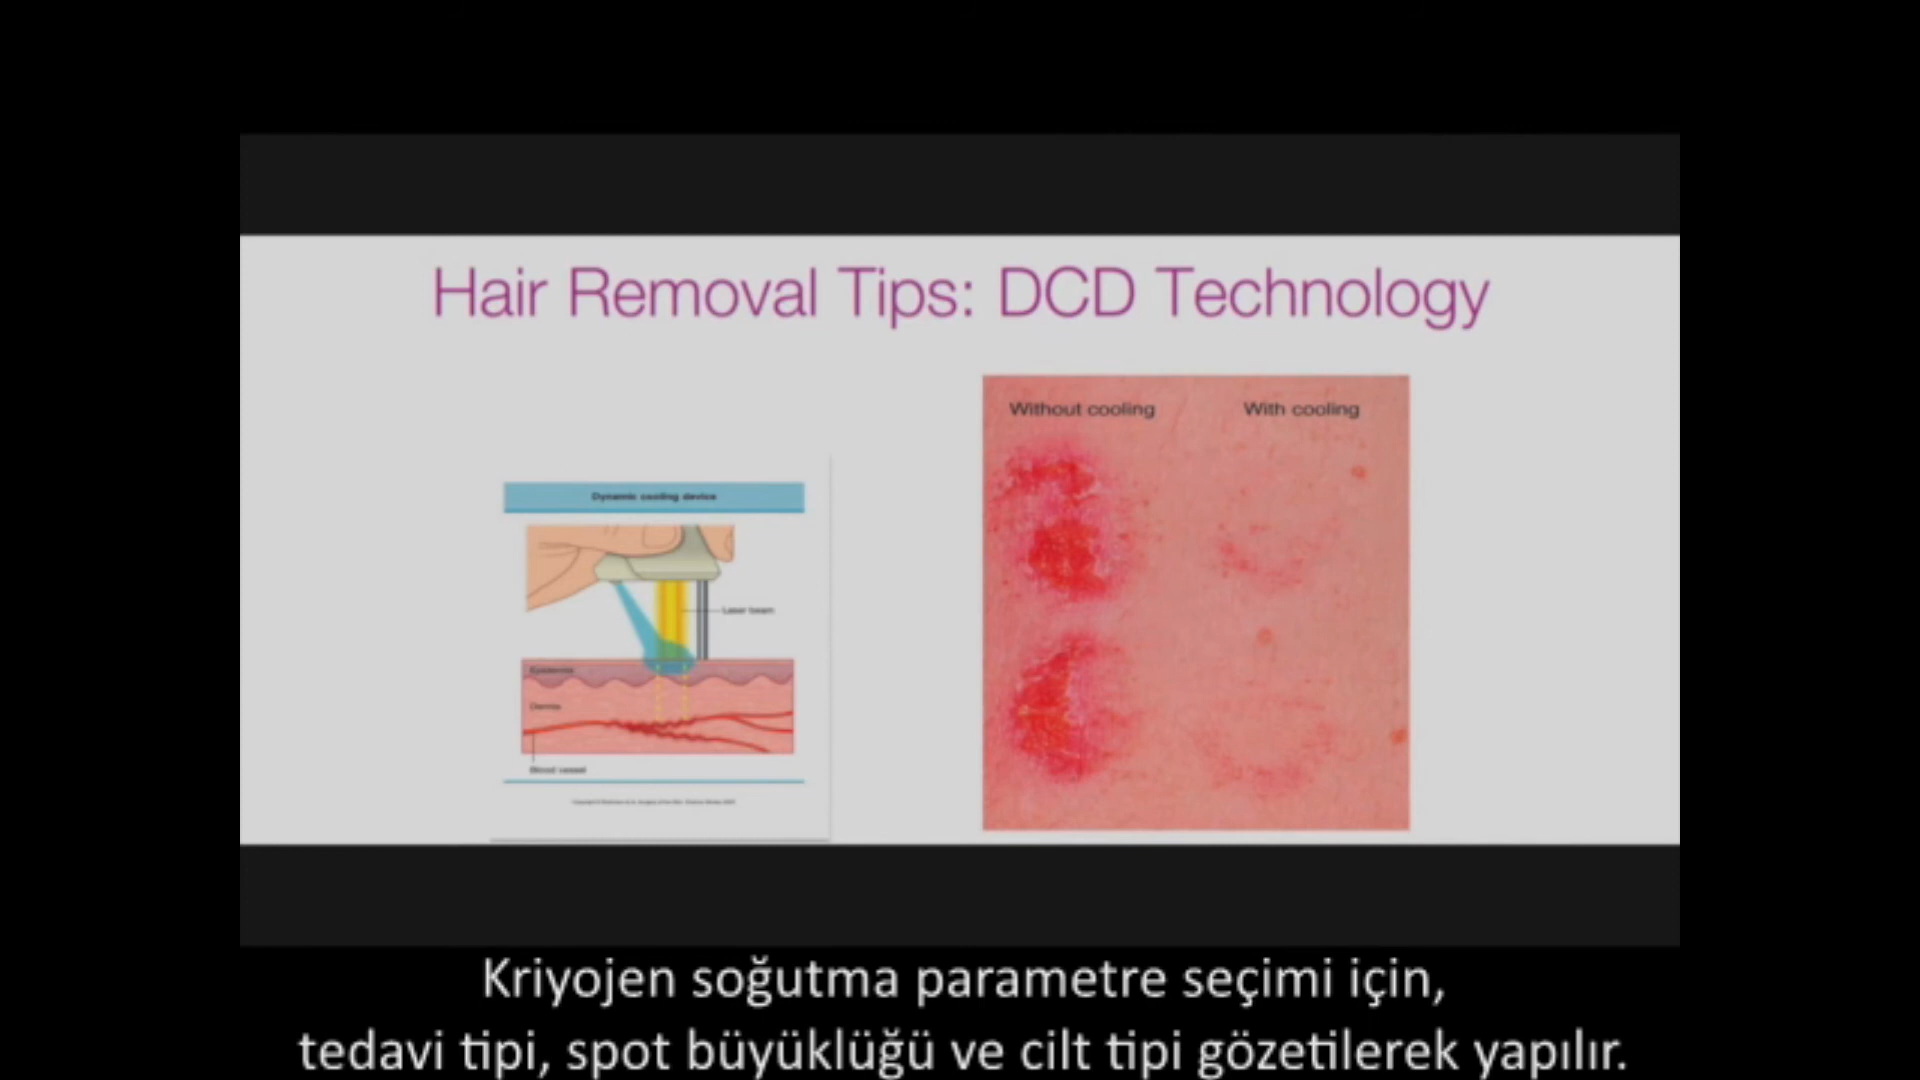 Hair Removal Tips: DCD Technology
Without cooling
With cooling
Dynamic cooling device
Laser beam
Epidermis
Dermis
Blood vessel
Kriyojen soğutma parametre seçimi için,
tedavi tipi, spot büyüklüğü ve cilt tipi gözetilerek yapılır.